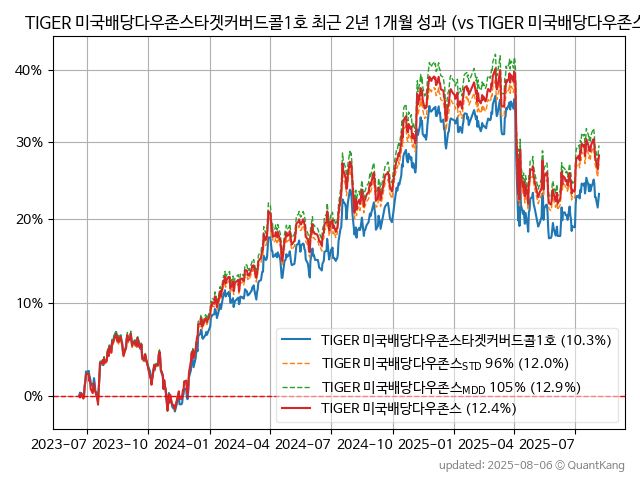 TIGER 미국배당다우존스타겟커버드콜1호 최근 2년 1개월 성과 (vs TIGER 미국배당다우존스
40%
30%
20%
10%
0%
TIGER 미국배당다우존스타겟커버드콜1호 (10.3%)
TIGER 미국배당다우존스STD 96% (12.0%)
TIGER 미국배당다우존스MDD 105% (12.9%)
TIGER 미국배당다우존스 (12.4%)
2023-07 2023-10 2024-01 2024-04 2024-07 2024-10 2025-01 2025-04 2025-07
updated: 2025-08-06 © QuantKang